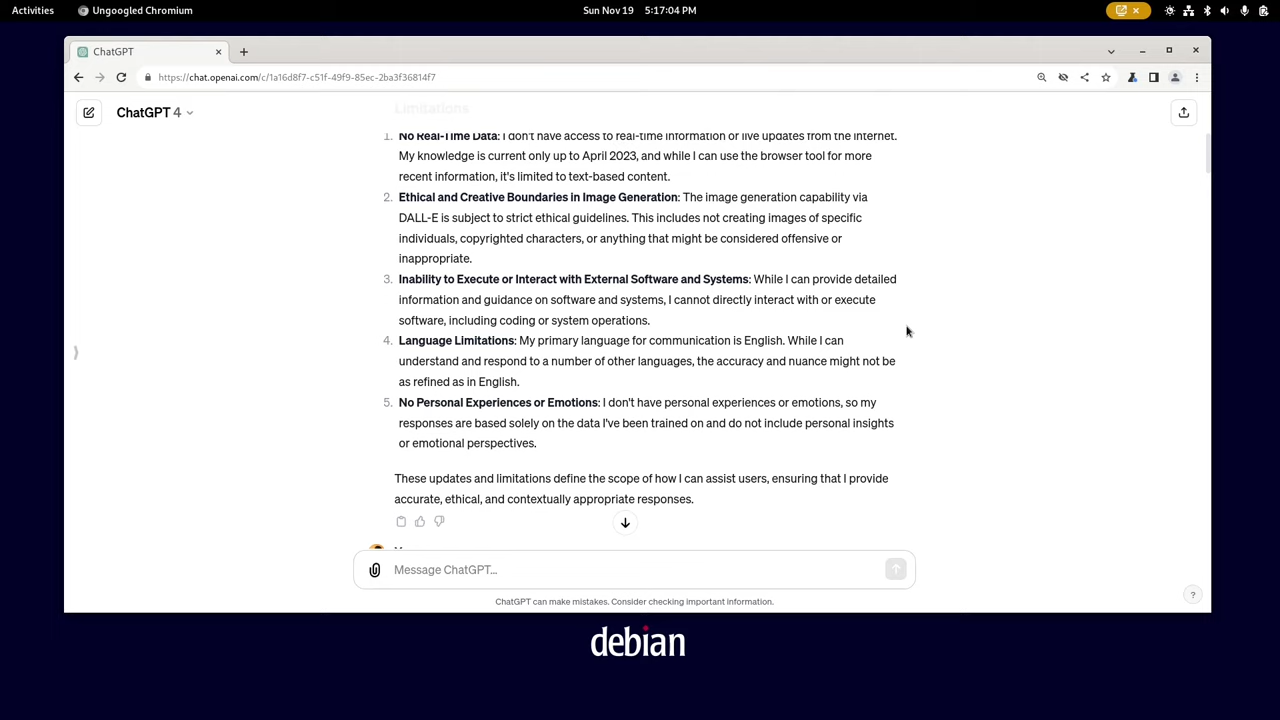 Activities
Ungoogled Chromium
Sun Nov 19 5:17:04 PM
ChatGPT
https://chat.openai.com/c/1a16d8f7-c51f-49f9-85ec-2ba3f36814f7
ChatGPT 4
Limitations
1. No Real-Time Data: I don't have access to real-time information or live updates from the internet.
My knowledge is current only up to April 2023, and while I can use the browser tool for more
recent information, it's limited to text-based content.
2. Ethical and Creative Boundaries in Image Generation: The image generation capability via
DALL-E is subject to strict ethical guidelines. This includes not creating images of specific
individuals, copyrighted characters, or anything that might be considered offensive or
inappropriate.
3. Inability to Execute or Interact with External Software and Systems: While I can provide detailed
information and guidance on software and systems, I cannot directly interact with or execute
software, including coding or system operations.
4. Language Limitations: My primary language for communication is English. While I can
understand and respond to a number of other languages, the accuracy and nuance might not be
as refined as in English.
5. No Personal Experiences or Emotions: I don't have personal experiences or emotions, so my
responses are based solely on the data I've been trained on and do not include personal insights
or emotional perspectives.
These updates and limitations define the scope of how I can assist users, ensuring that I provide
accurate, ethical, and contextually appropriate responses.
Message ChatGPT...
ChatGPT can make mistakes. Consider checking important information.
?
debian